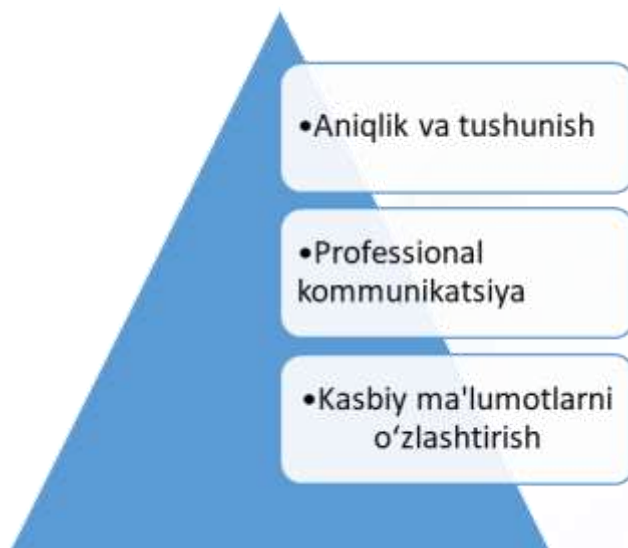 •Aniqlik va tushunish
•Professional
kommunikatsiya
•Kasbiy ma'lumotlarni
o‘zlashtirish